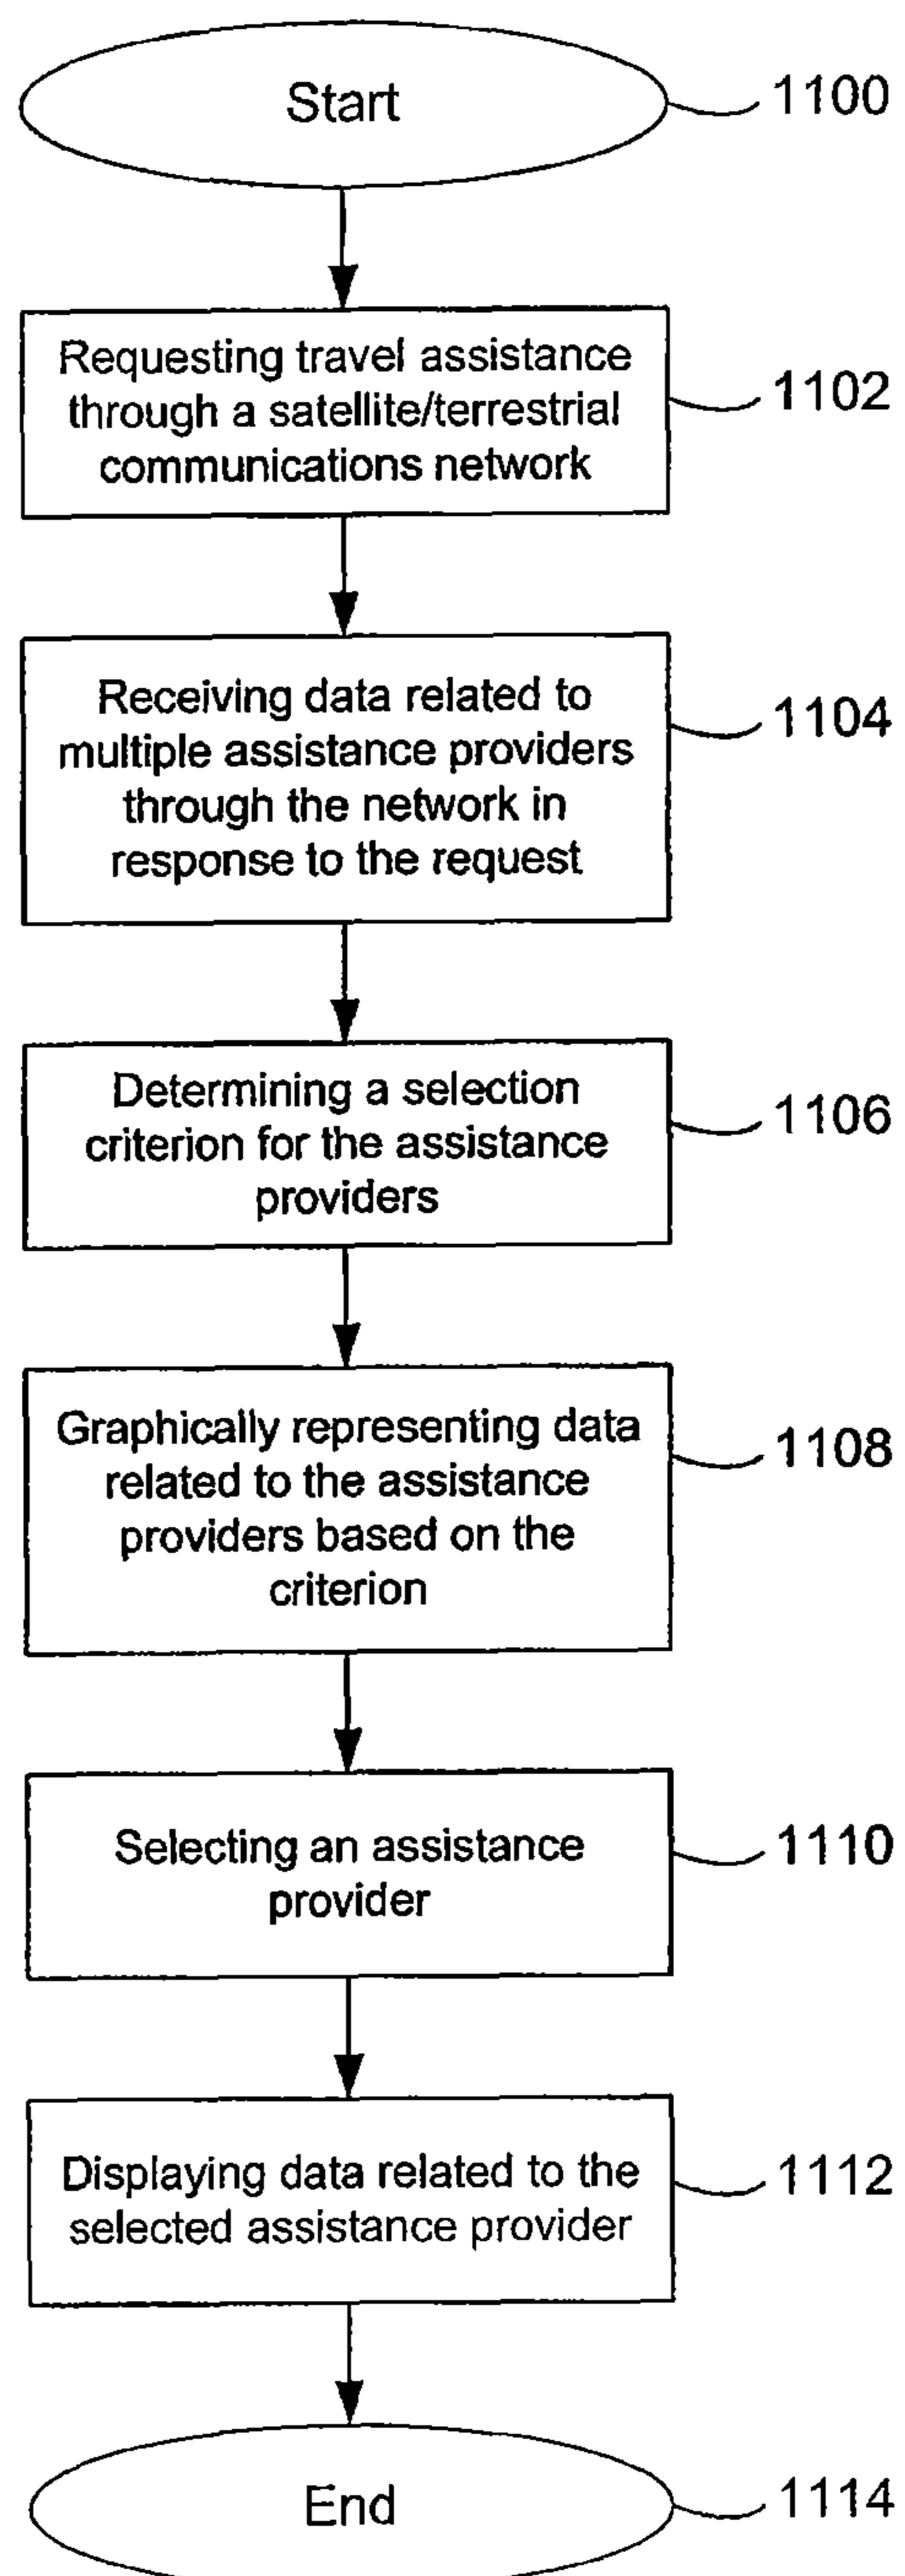 Start
1100
Requesting travel assistance
through a satellite/terrestrial
communications network
1102
Receiving data related to
multiple assistance providers
through the network in
response to the request
1104
Determining a selection
criterion for the assistance
providers
1106
Graphically representing data
related to the assistance
providers based on the
criterion
1108
Selecting an assistance
provider
1110
Displaying data related to the
selected assistance provider
1112
End
1114